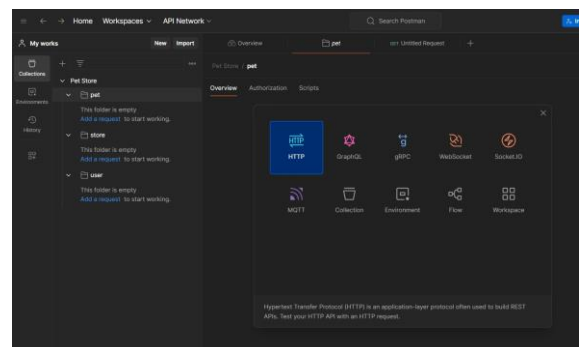 Home Workspaces API Network
Search Postman
My works New Import
Overview pet Untitled Request
Collections
Environments
History
Pet Store
pet
This folder is empty
Add a request to start working.
store
This folder is empty
Add a request to start working.
user
This folder is empty
Add a request to start working.
Pet Store / pet
Overview Authorization Scripts
HTTP GraphQL gRPC WebSocket Socket.IO
MQTT Collection Environment Flow Workspace
Hypertext Transfer Protocol (HTTP) is an application-layer protocol often used to build REST
APIs. Test your HTTP API with an HTTP request.